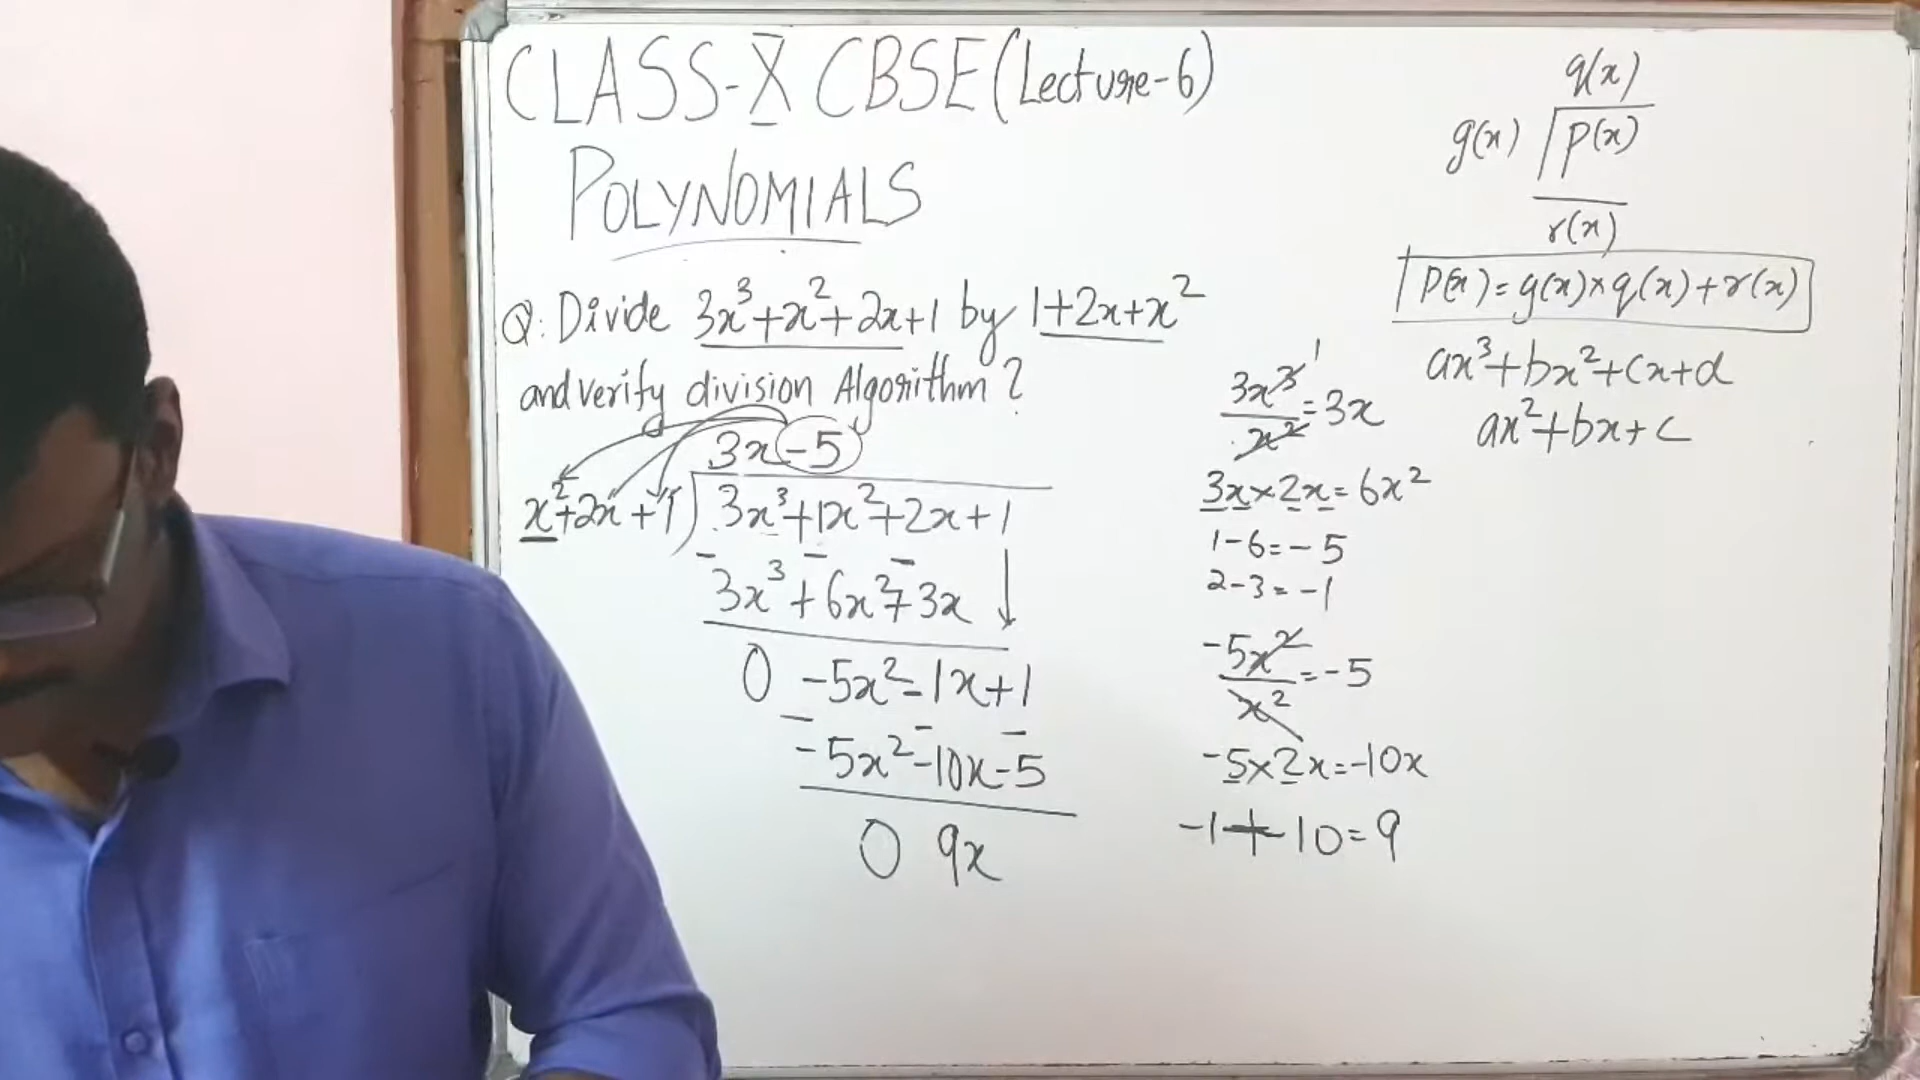 CLASS-X CBSE (Lecture-6)
POLYNOMIALS
Q: Divide 3x³+x²+2x+1 by 1+2x+x²
and verify division Algorithm?
3x-5
x²+2x+1) 3x³+1x²+2x+1
- - -
3x³+6x²+3x
0 -5x²-1x+1
- - -
-5x²-10x-5
0 9x
3x³/x²=3x
1
3x×2x=6x²
1-6=-5
2-3=-1
-5x²/x²=-5
-5×2x=-10x
-1+10=9
q(x)
g(x) p(x)
r(x)
P(x)=g(x)×q(x)+r(x)
ax³+bx²+cx+d
ax²+bx+c